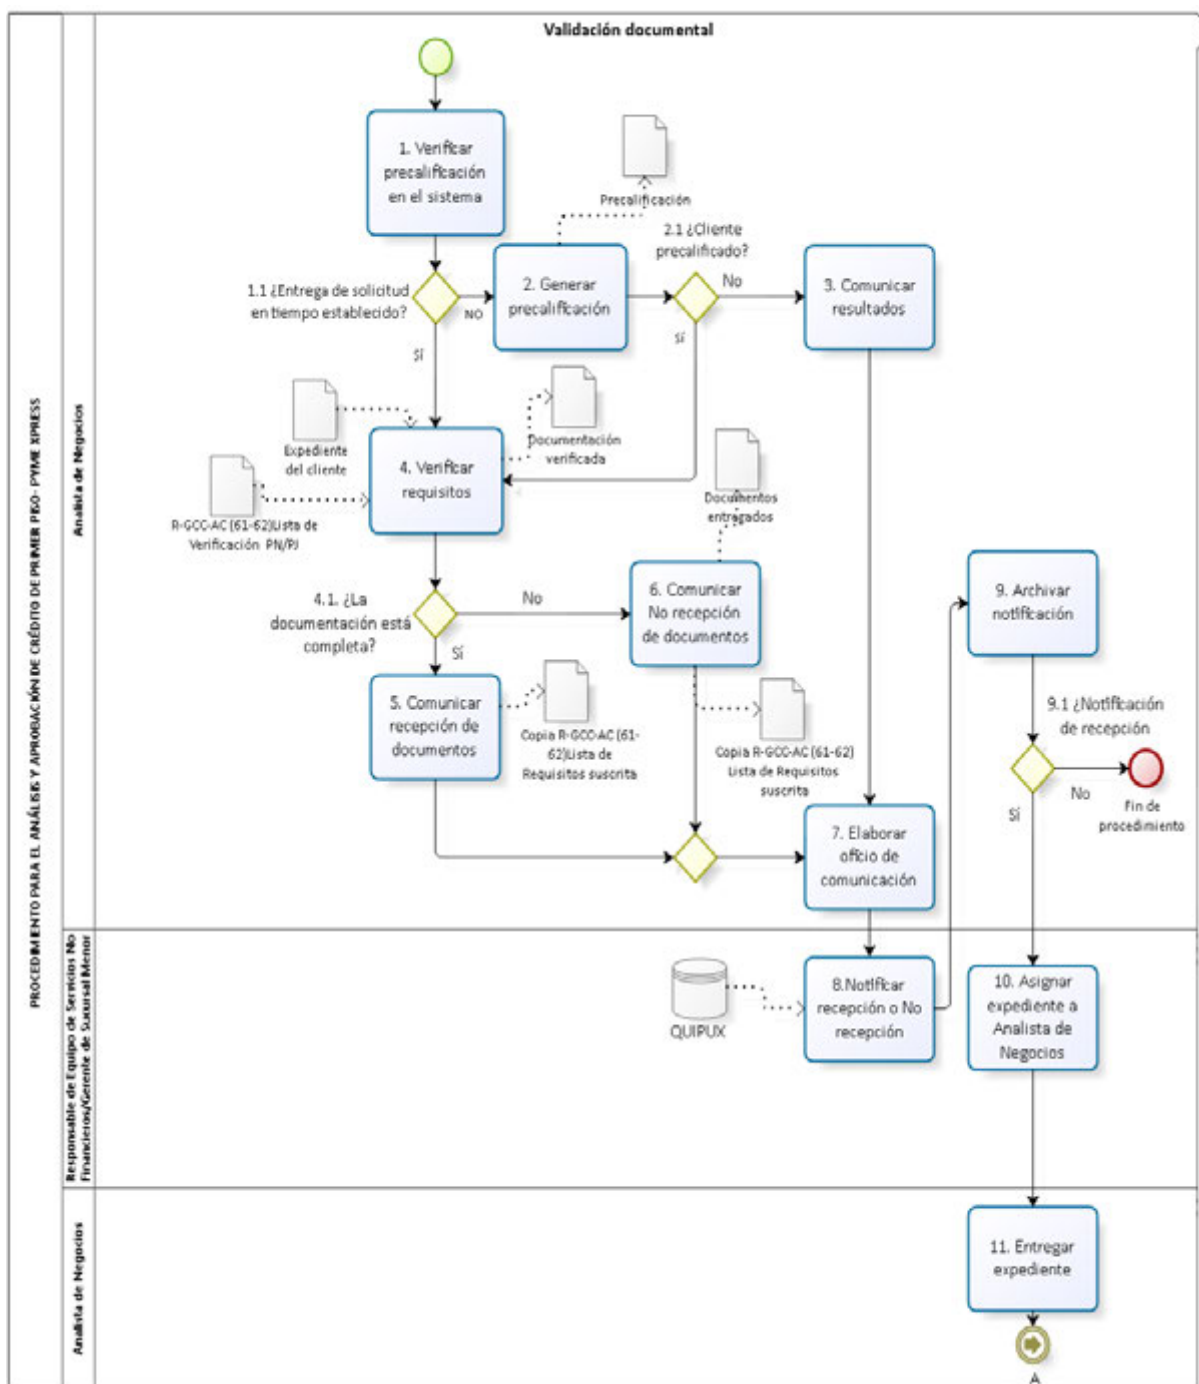 Validación documental
PROCEDIMIENTO PARA EL ANÁLISIS Y APROBACIÓN DE CRÉDITO DE PRIMER PISO- PYME XPRESS
Analista de Negocios
1. Verificar
precalificación
en el sistema
Precalificación
1.1 ¿Entrega de solicitud
en tiempo establecido?
NO
Sí
2. Generar
precalificación
2.1 ¿Cliente
precalificado?
No
Sí
3. Comunicar
resultados
Expediente
del cliente
Documentación
verificada
R-GCC-AC (61-62)Lista de
Verificación PN/PJ
4. Verificar
requisitos
Documentos
entregados
4.1. ¿La
documentación está
completa?
No
Sí
6. Comunicar
No recepción
de documentos
5. Comunicar
recepción de
documentos
Copia R-GCC-AC (61-
62)Lista de
Requisitos suscrita
Copia R-GCC-AC (61-62)
Lista de Requisitos
suscrita
7. Elaborar
oficio de
comunicación
9. Archivar
notificación
9.1 ¿Notificación
de recepción
No
Sí
Fin de
procedimiento
Responsable de Equipo de Servicios No
Financieros/Gerente de Sucursal Menor
QUIPUX
8.Notificar
recepción o No
recepción
10. Asignar
expediente a
Analista de
Negocios
Analista de Negocios
11. Entregar
expediente
A